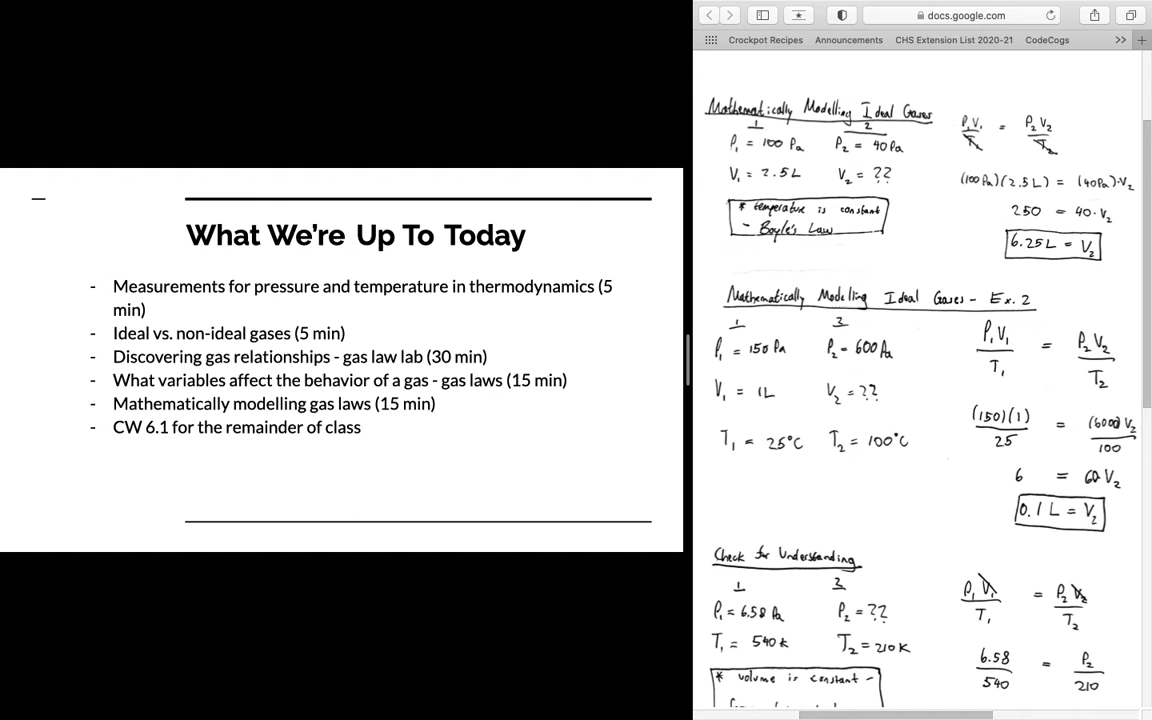 What We're Up To Today
- Measurements for pressure and temperature in thermodynamics (5
min)
- Ideal vs. non-ideal gases (5 min)
- Discovering gas relationships - gas law lab (30 min)
- What variables affect the behavior of a gas - gas laws (15 min)
- Mathematically modelling gas laws (15 min)
- CW 6.1 for the remainder of class
docs.google.com
Crockpot Recipes Announcements CHS Extension List 2020-21 CodeCogs >> +
Mathematically Modelling Ideal Gases
1 2
P₁ = 100 Pa P₂ = 40 Pa
V₁ = 2.5 L V₂ = ??
* temperature is constant
- Boyle's Law
P₁V₁/T₁ = P₂V₂/T₂
(100 Pa)(2.5 L) = (40 Pa)·V₂
250 = 40·V₂
6.25 L = V₂
Mathematically Modelling Ideal Gases - Ex. 2
1 2
P₁ = 150 Pa P₂ = 600 Pa
V₁ = 1L V₂ = ??
T₁ = 25°C T₂ = 100°C
P₁V₁/T₁ = P₂V₂/T₂
(150)(1)/25 = (6000)V₂/100
6 = 60 V₂
0.1 L = V₂
Check for Understanding
1 2
P₁ = 6.58 Pa P₂ = ??
T₁ = 540 K T₂ = 210 K
* volume is constant -
P₁V₁/T₁ = P₂V₂/T₂
6.58/540 = P₂/210